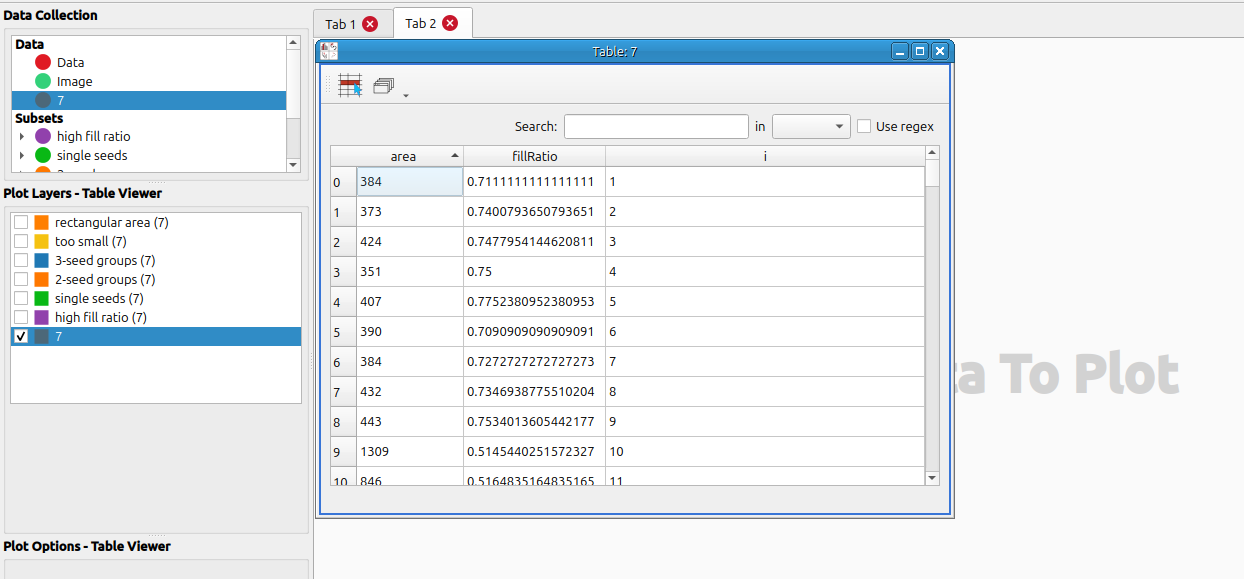 Data Collection
Data
Data
Image
7
Subsets
high fill ratio
single seeds
Plot Layers - Table Viewer
rectangular area (7)
too small (7)
3-seed groups (7)
2-seed groups (7)
single seeds (7)
high fill ratio (7)
7
Plot Options - Table Viewer
Tab 1 Tab 2
Table: 7
Search: in Use regex
area fillRatio i
0 384 0.7111111111111111 1
1 373 0.7400793650793651 2
2 424 0.7477954144620811 3
3 351 0.75 4
4 407 0.7752380952380953 5
5 390 0.7090909090909091 6
6 384 0.7272727272727273 7
7 432 0.7346938775510204 8
8 443 0.7534013605442177 9
9 1309 0.5145440251572327 10
10 846 0.5164835164835165 11
To Plot